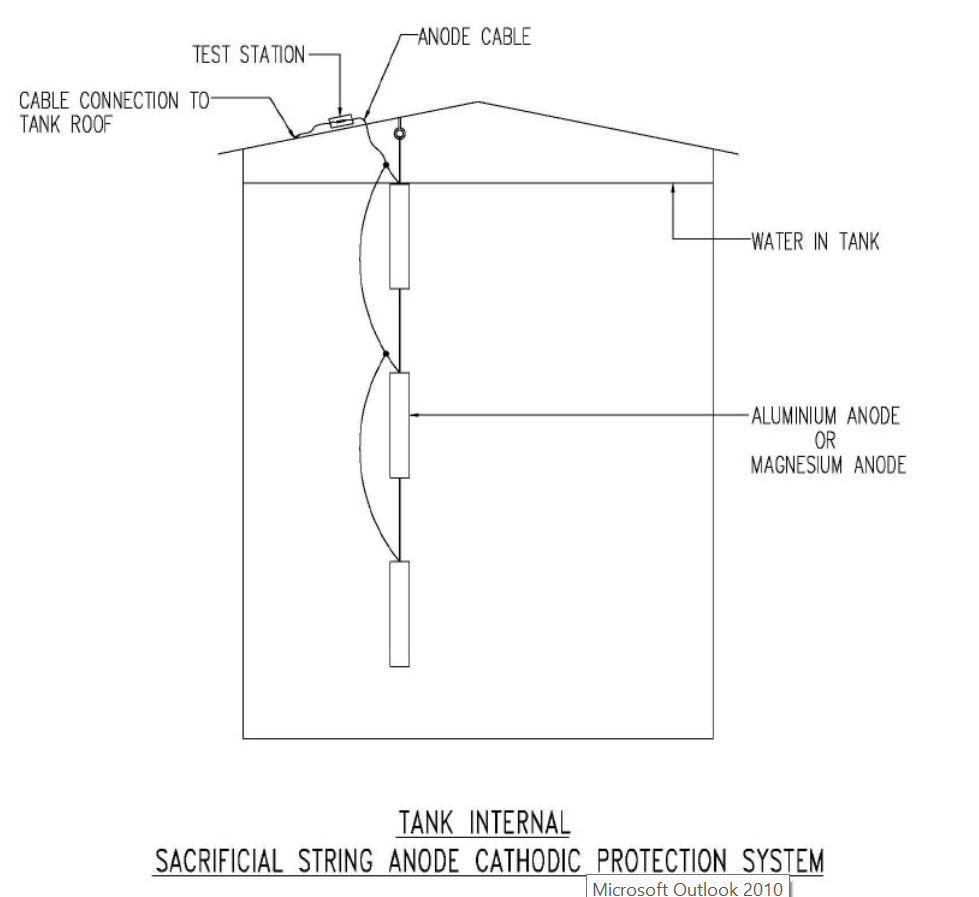 ANODE CABLE
TEST STATION
CABLE CONNECTION TO
TANK ROOF
WATER IN TANK
ALUMINIUM ANODE
OR
MAGNESIUM ANODE
TANK INTERNAL
SACRIFICIAL STRING ANODE CATHODIC PROTECTION SYSTEM
Microsoft Outlook 2010